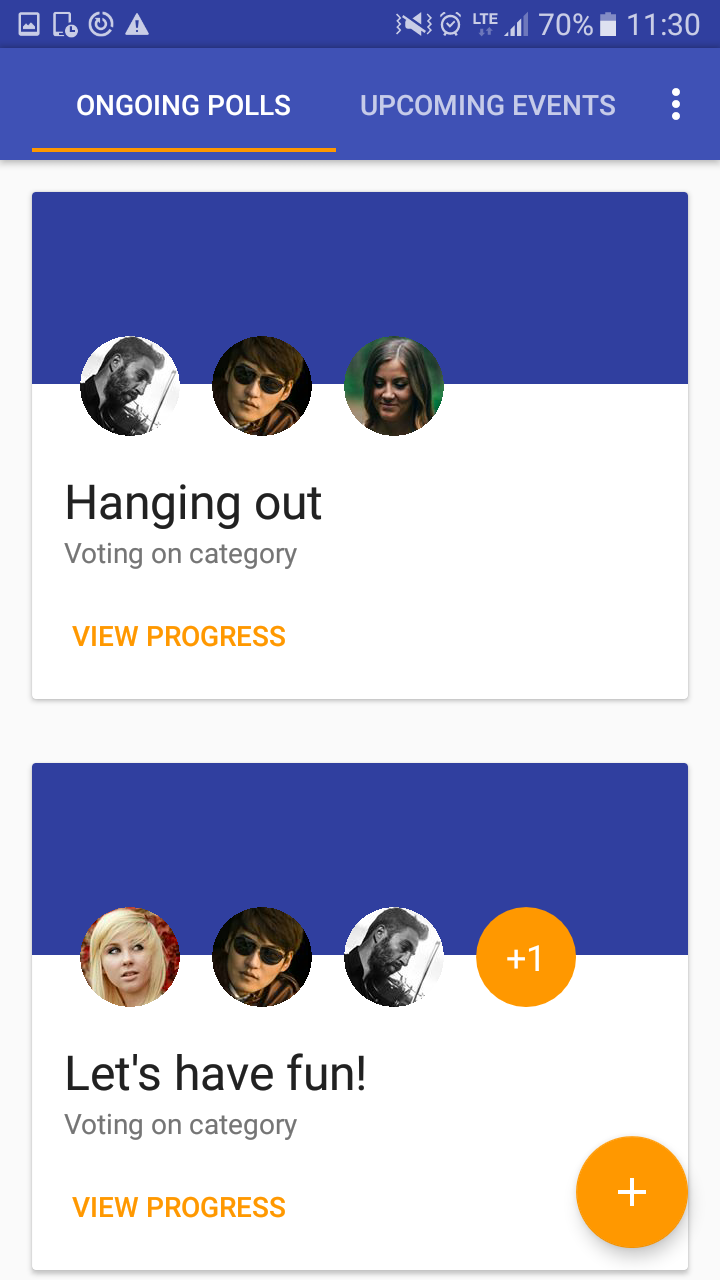 LTE 70% 11:30
ONGOING POLLS UPCOMING EVENTS
Hanging out
Voting on category
VIEW PROGRESS
+1
Let's have fun!
Voting on category
VIEW PROGRESS
+